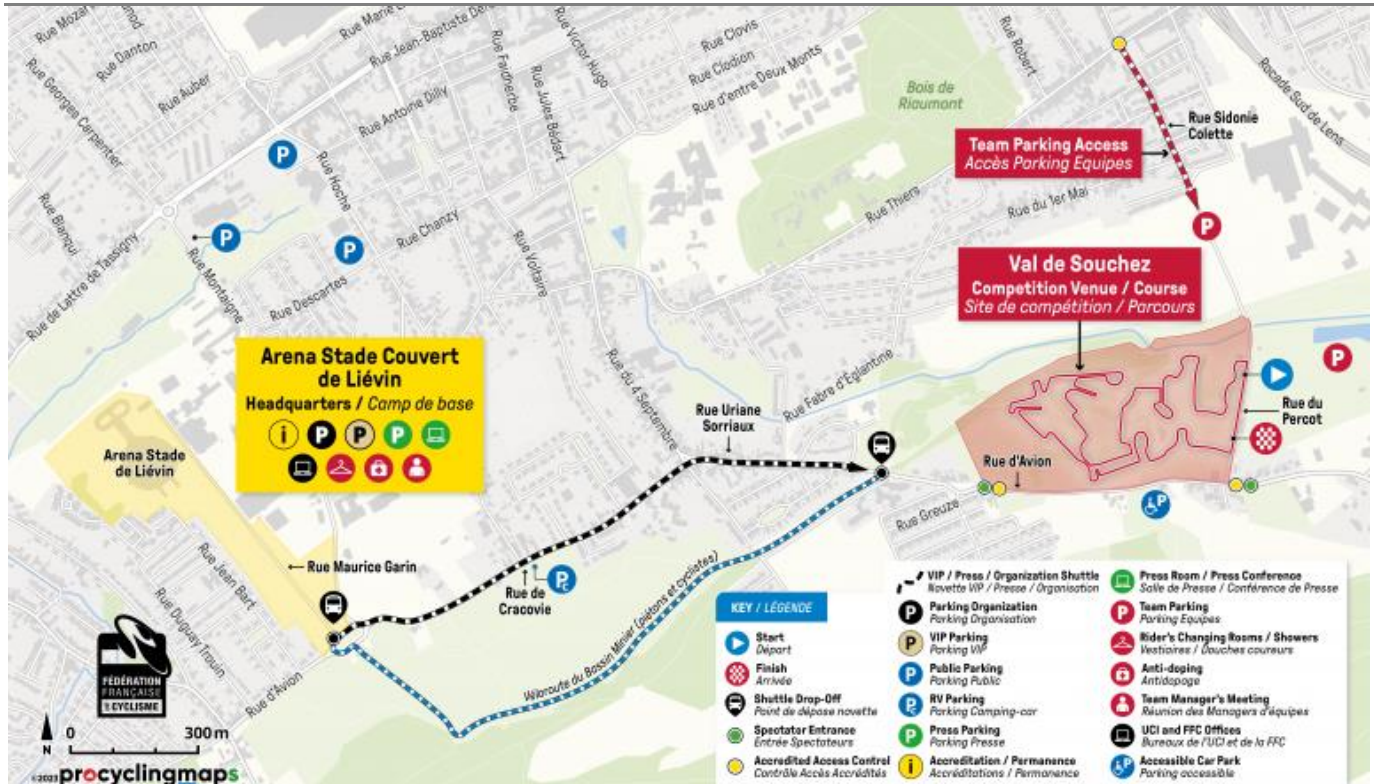 Rue Mozart
Rue Danton
Rue Auber
Rue Georges Carpentier
Rue Jean-Baptiste
Rue Antoine Dilly
Rue Faidherbe
Rue Jules Bédart
Rue Victor Hugo
Rue Clovis
Rue Clodion
Rue d'entre Deux Monts
Bois de
Riaumont
Rue Robert
Rocade Sud de Lens
Rue Sidonie
Colette
Team Parking Access
Accès Parking Equipes
P
Rue Hoche
Rue Blanqui
Rue Chanzy
Rue Thiers
Rue du 1er Mai
P
P
P
P
Rue de Lattre de Tassigny
Rue Montaigne
Rue Descartes
Rue Voltaire
Val de Souchez
Competition Venue / Course
Site de compétition / Parcours
Arena Stade Couvert
de Liévin
Headquarters / Camp de base
i P P P
Rue du 4 Septembre
Rue Fabre d'Eglantine
Rue Uriane
Sorriaux
P
Rue du
Percot
Arena Stade
de Liévin
Rue d'Avion
Rue Greuze
P
Rue Jean Bart
Rue Maurice Garin
Rue de
Cracovie
Pc
Rue Duguay Trouin
Rue d'Avion
Véloroute du Bassin Minier (piétons et cyclistes)
FÉDÉRATION
FRANÇAISE
DE CYCLISME
N
0 300 m
©2023 procyclingmaps
KEY / LÉGENDE
Start
Départ
Finish
Arrivée
Shuttle Drop-Off
Point de dépose navette
Spectator Entrance
Entrée Spectateurs
Accredited Access Control
Contrôle Accès Accrédités
VIP / Press / Organization Shuttle
Navette VIP / Presse / Organisation
P Parking Organization
Parking Organisation
P VIP Parking
Parking VIP
P Public Parking
Parking Public
Pc RV Parking
Parking Camping-car
P Press Parking
Parking Presse
i Accreditation / Permanence
Accréditations / Permanence
Press Room / Press Conference
Salle de Presse / Conférence de Presse
P Team Parking
Parking Equipes
Rider's Changing Rooms / Showers
Vestiaires / Douches coureurs
Anti-doping
Antidopage
Team Manager's Meeting
Réunion des Managers d'équipes
UCI and FFC Offices
Bureaux de l'UCI et de la FFC
P Accessible Car Park
Parking accessible